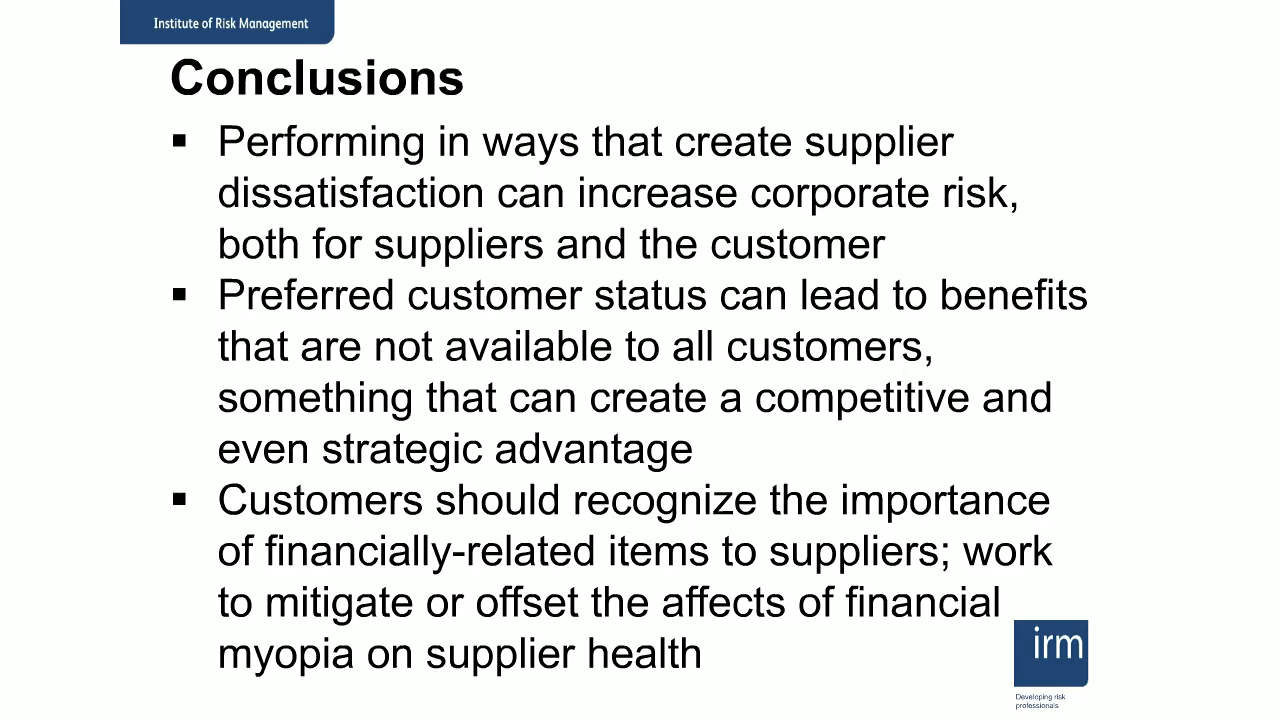 Institute of Risk Management
Conclusions
▪ Performing in ways that create supplier
dissatisfaction can increase corporate risk,
both for suppliers and the customer
▪ Preferred customer status can lead to benefits
that are not available to all customers,
something that can create a competitive and
even strategic advantage
▪ Customers should recognize the importance
of financially-related items to suppliers; work
to mitigate or offset the affects of financial
myopia on supplier health
irm
Developing risk
professionals